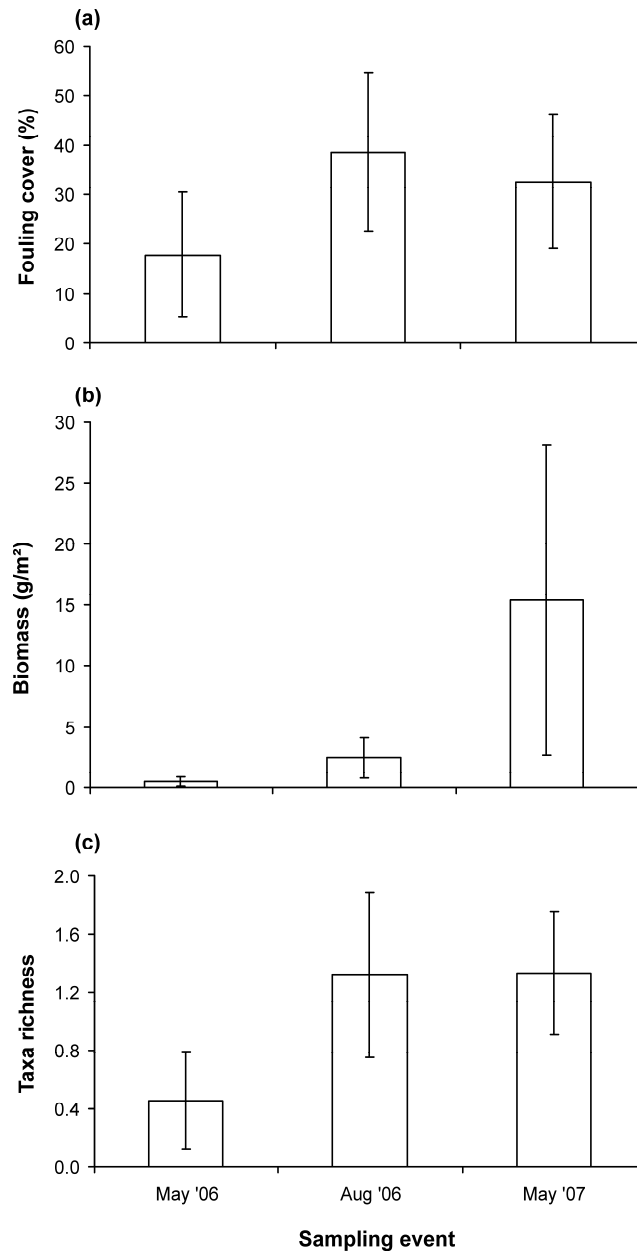 (a)
Fouling cover (%)
60
50
40
30
20
10
0
(b)
Biomass (g/m²)
30
25
20
15
10
5
0
(c)
Taxa richness
2.0
1.6
1.2
0.8
0.4
0.0
May '06 Aug '06 May '07
Sampling event